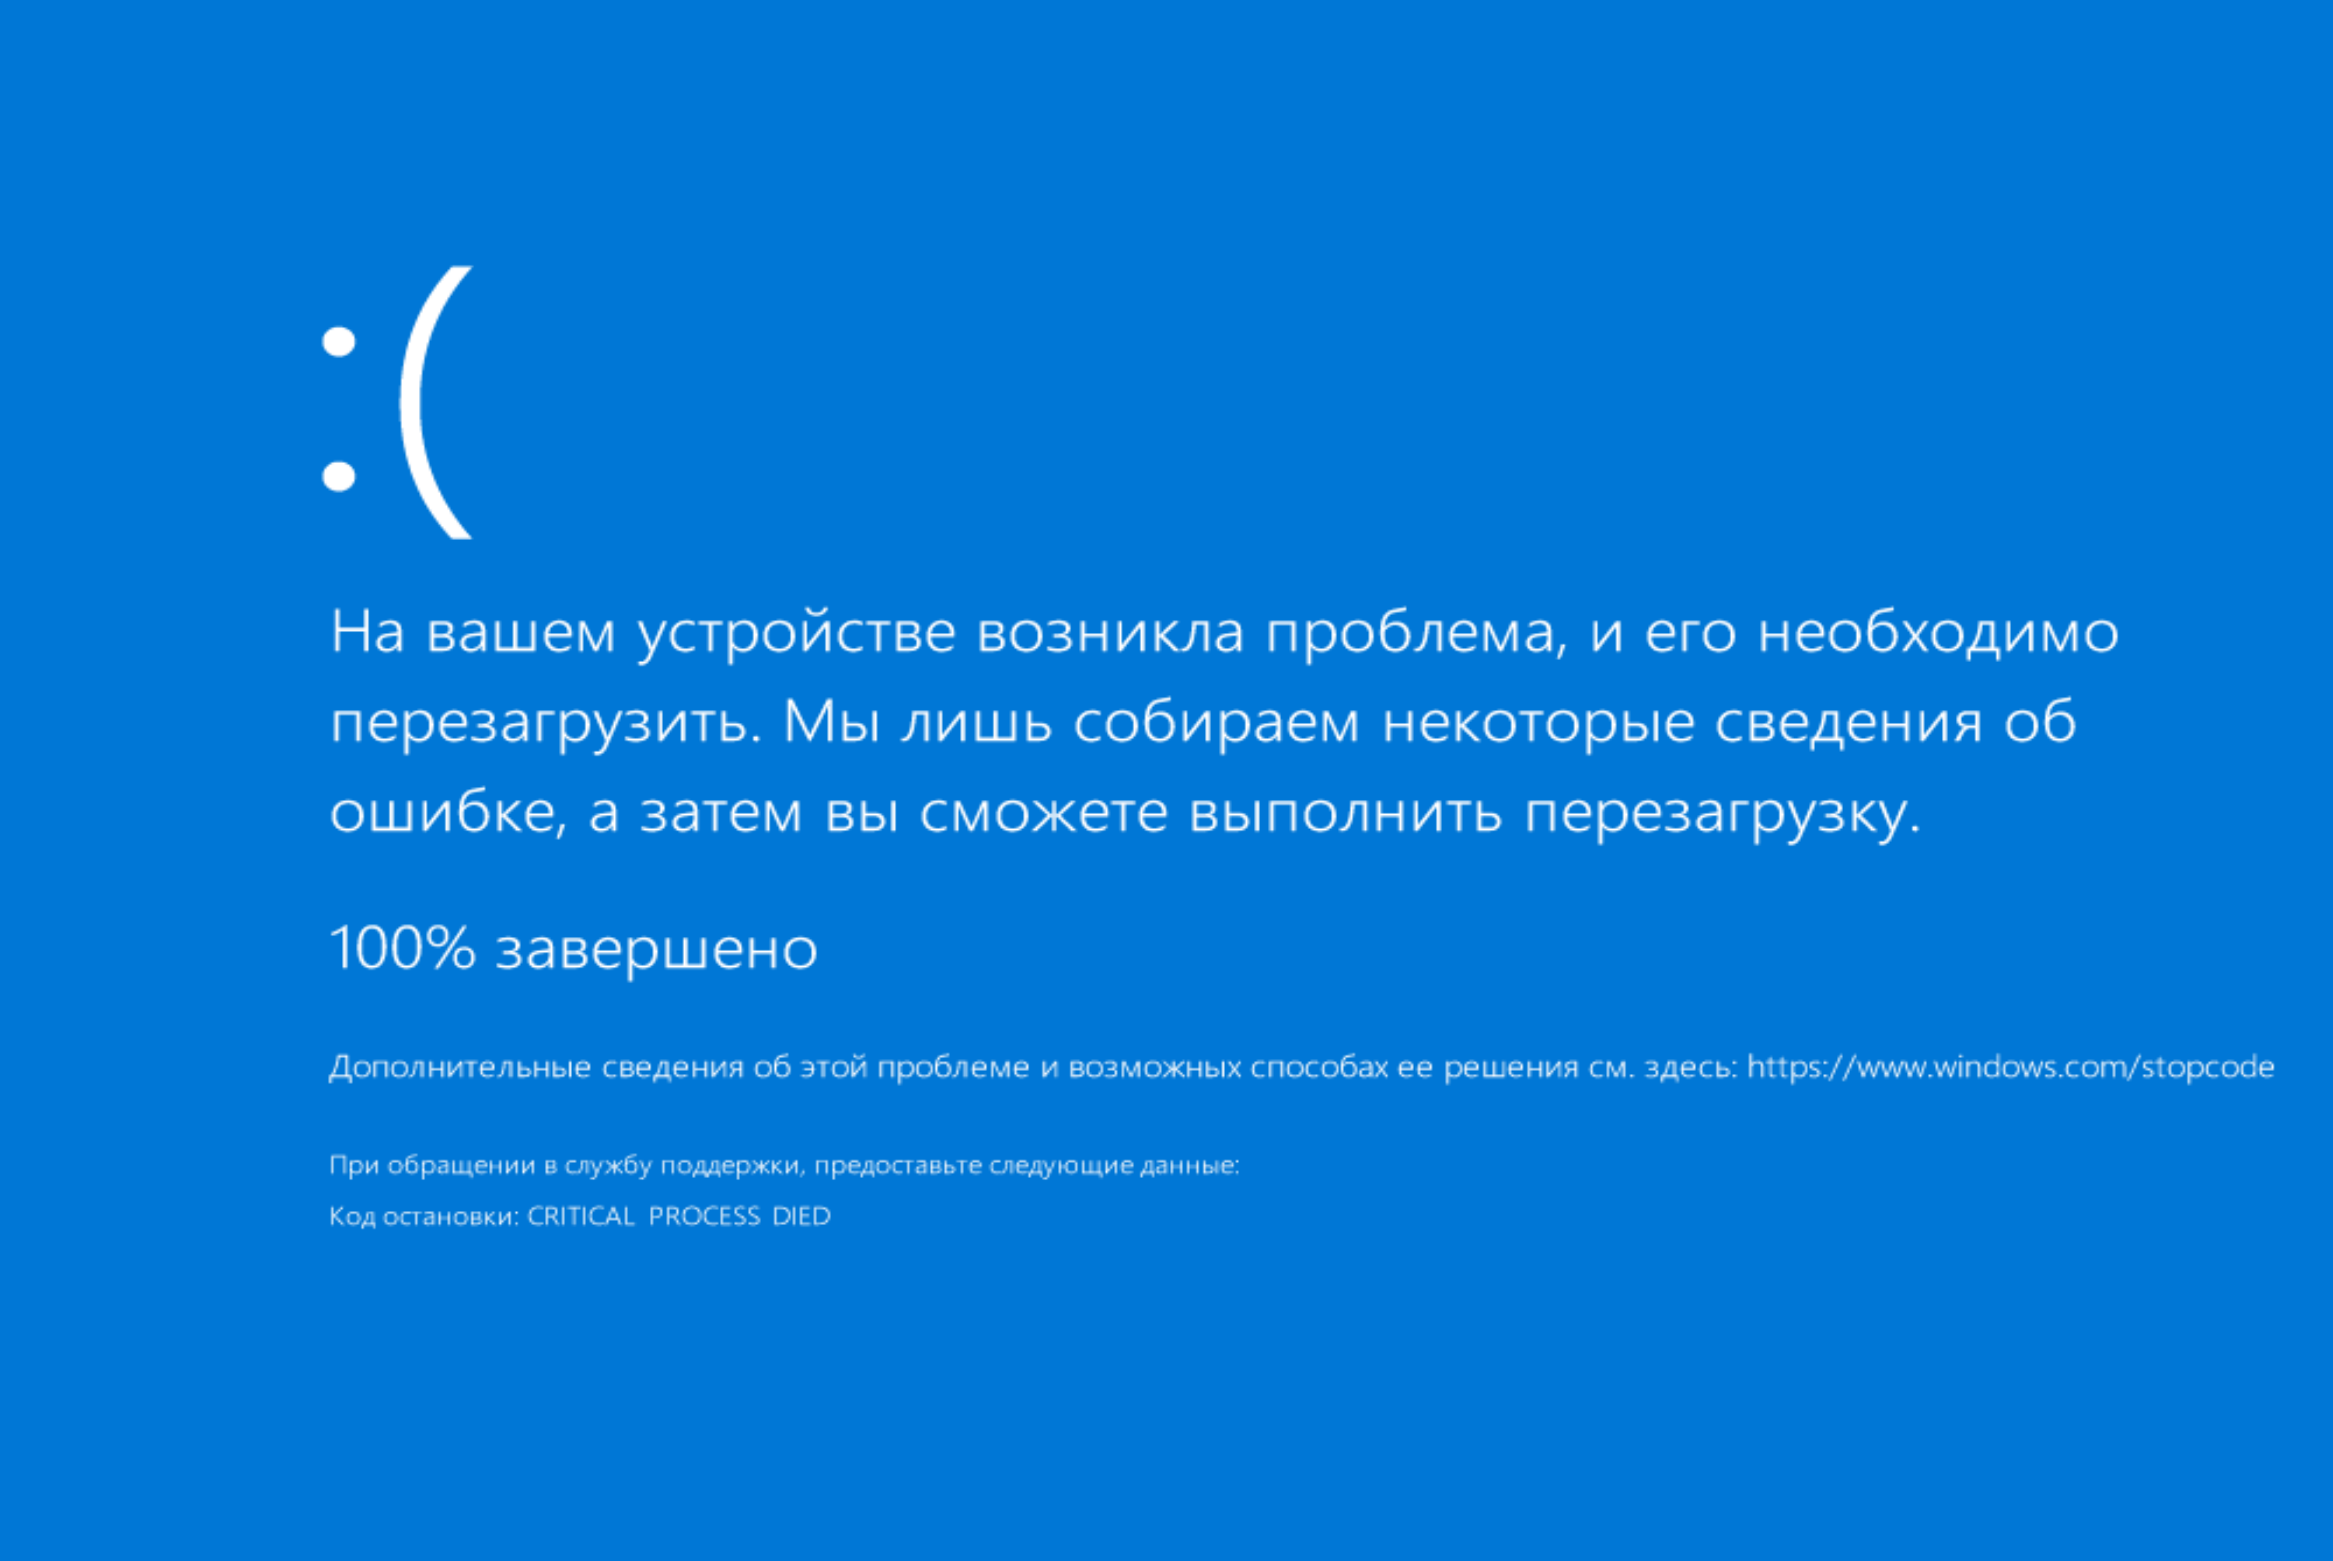 :(
На вашем устройстве возникла проблема, и его необходимо
перезагрузить. Мы лишь собираем некоторые сведения об
ошибке, а затем вы сможете выполнить перезагрузку.
100% завершено
Дополнительные сведения об этой проблеме и возможных способах ее решения см. здесь: https://www.windows.com/stopcode
При обращении в службу поддержки, предоставьте следующие данные:
Код остановки: CRITICAL PROCESS DIED